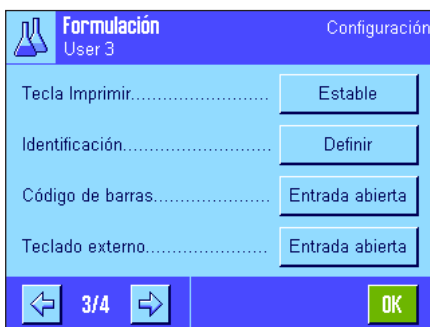 Formulación
Configuración
User 3
Tecla Imprimir........................ Estable
Identificación.......................... Definir
Código de barras.................... Entrada abierta
Teclado externo..................... Entrada abierta
3/4
OK